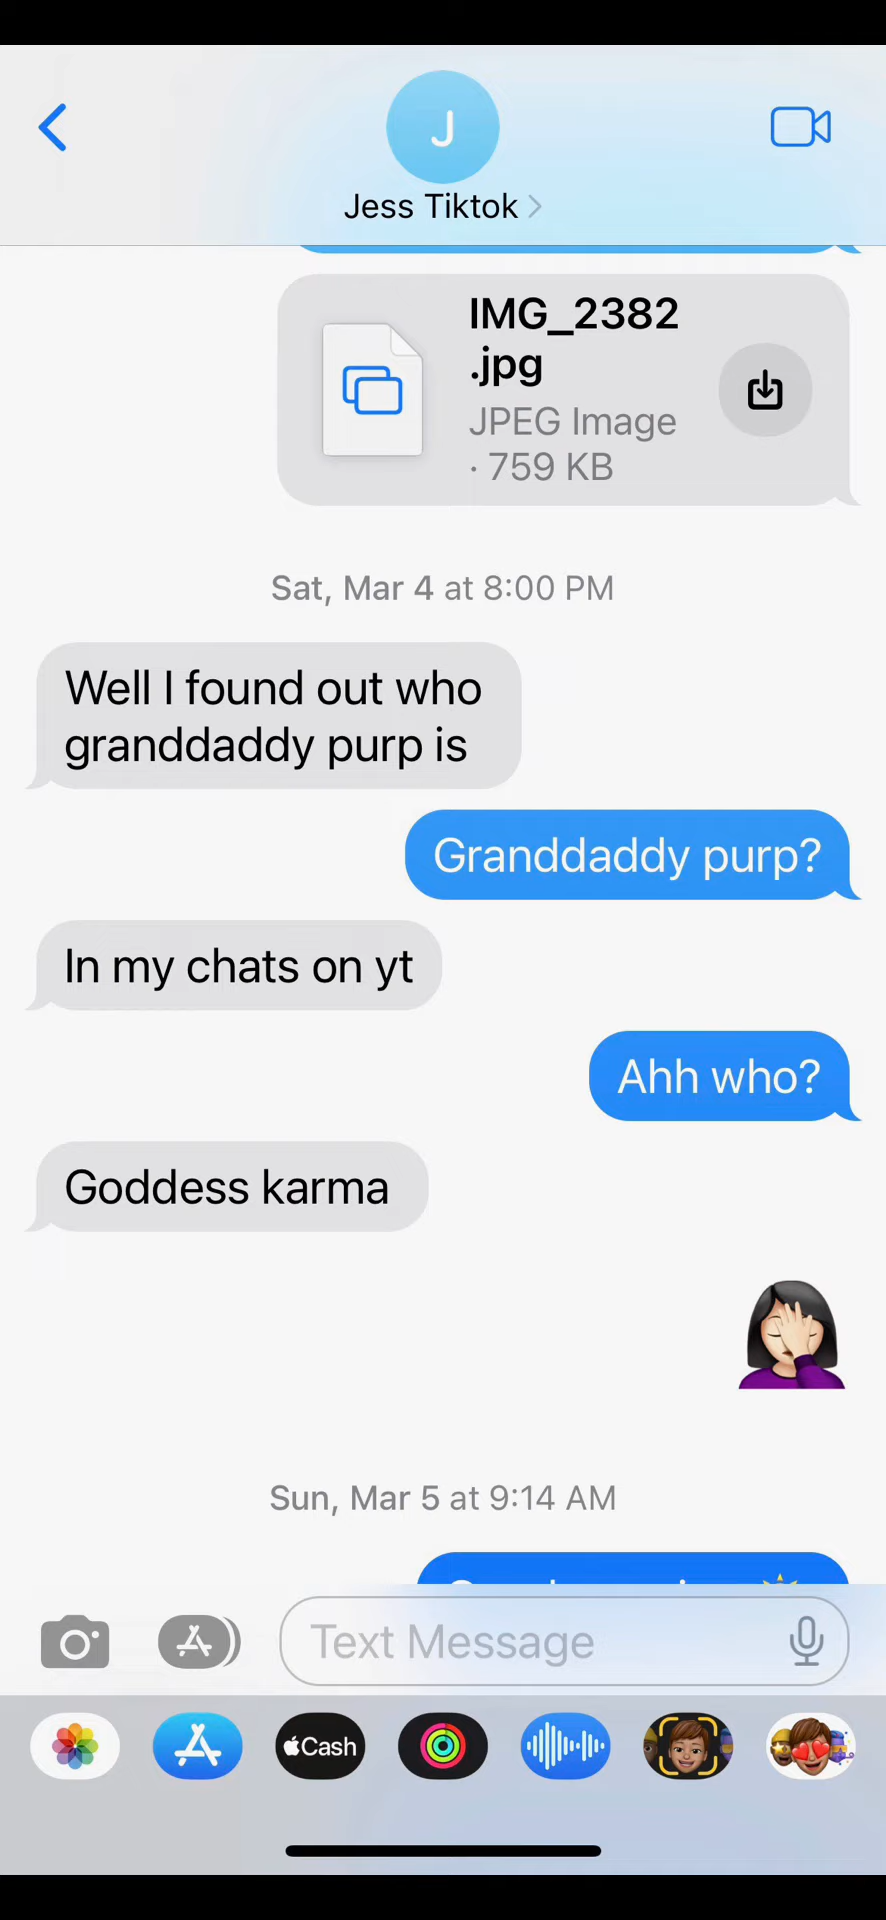 J
Jess Tiktok
IMG_2382
.jpg
JPEG Image
· 759 KB
Sat, Mar 4 at 8:00 PM
Well I found out who
granddaddy purp is
Granddaddy purp?
In my chats on yt
Ahh who?
Goddess karma
Sun, Mar 5 at 9:14 AM
Text Message
Cash